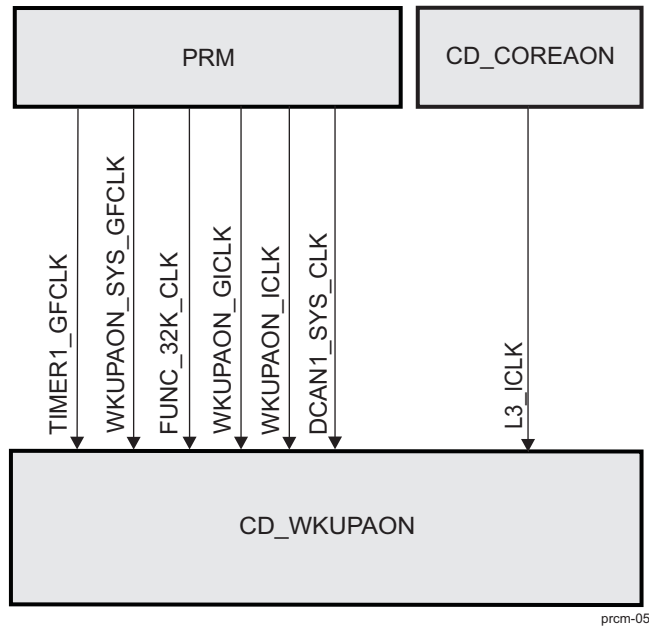 PRM
CD_COREAON
TIMER1_GFCLK
WKUPAON_SYS_GFCLK
FUNC_32K_CLK
WKUPAON_GICLK
WKUPAON_ICLK
DCAN1_SYS_CLK
L3_ICLK
CD_WKUPAON
prcm-05